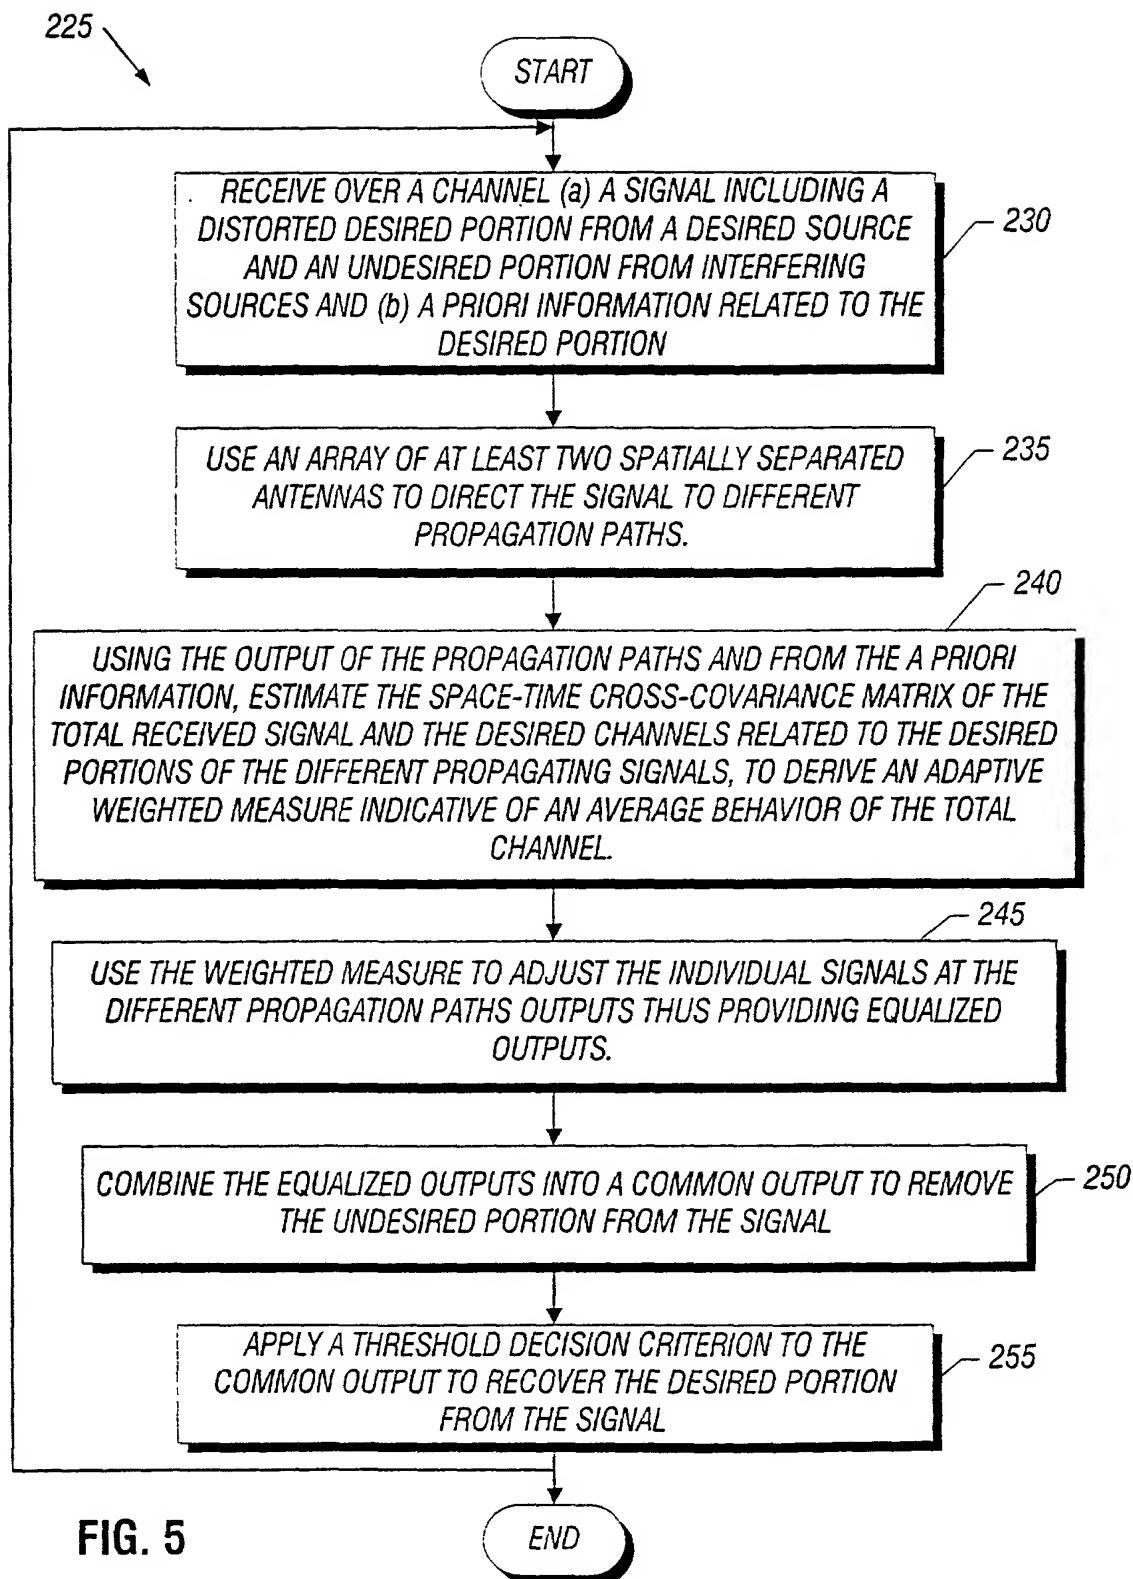 225
START
RECEIVE OVER A CHANNEL (a) A SIGNAL INCLUDING A
DISTORTED DESIRED PORTION FROM A DESIRED SOURCE
AND AN UNDESIRED PORTION FROM INTERFERING
SOURCES AND (b) A PRIORI INFORMATION RELATED TO THE
DESIRED PORTION
230
USE AN ARRAY OF AT LEAST TWO SPATIALLY SEPARATED
ANTENNAS TO DIRECT THE SIGNAL TO DIFFERENT
PROPAGATION PATHS.
235
240
USING THE OUTPUT OF THE PROPAGATION PATHS AND FROM THE A PRIORI
INFORMATION, ESTIMATE THE SPACE-TIME CROSS-COVARIANCE MATRIX OF THE
TOTAL RECEIVED SIGNAL AND THE DESIRED CHANNELS RELATED TO THE DESIRED
PORTIONS OF THE DIFFERENT PROPAGATING SIGNALS, TO DERIVE AN ADAPTIVE
WEIGHTED MEASURE INDICATIVE OF AN AVERAGE BEHAVIOR OF THE TOTAL
CHANNEL.
245
USE THE WEIGHTED MEASURE TO ADJUST THE INDIVIDUAL SIGNALS AT THE
DIFFERENT PROPAGATION PATHS OUTPUTS THUS PROVIDING EQUALIZED
OUTPUTS.
COMBINE THE EQUALIZED OUTPUTS INTO A COMMON OUTPUT TO REMOVE
THE UNDESIRED PORTION FROM THE SIGNAL
250
APPLY A THRESHOLD DECISION CRITERION TO THE
COMMON OUTPUT TO RECOVER THE DESIRED PORTION
FROM THE SIGNAL
255
END
FIG. 5